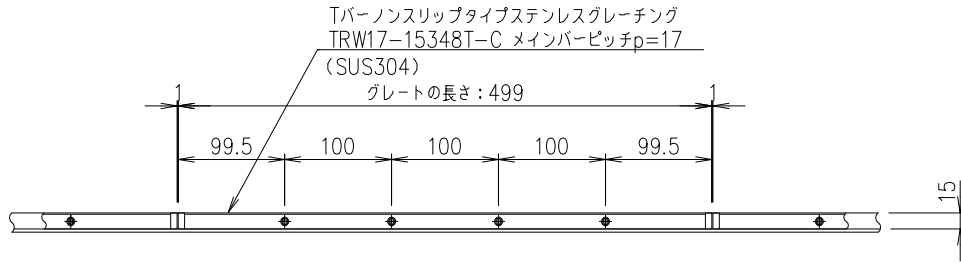 Tバーノンスリップタイプステンレスグレーチング
TRW17-15348T-C メインバーピッチp=17
(SUS304)
1 グレートの長さ:499 1
99.5 100 100 100 99.5
15